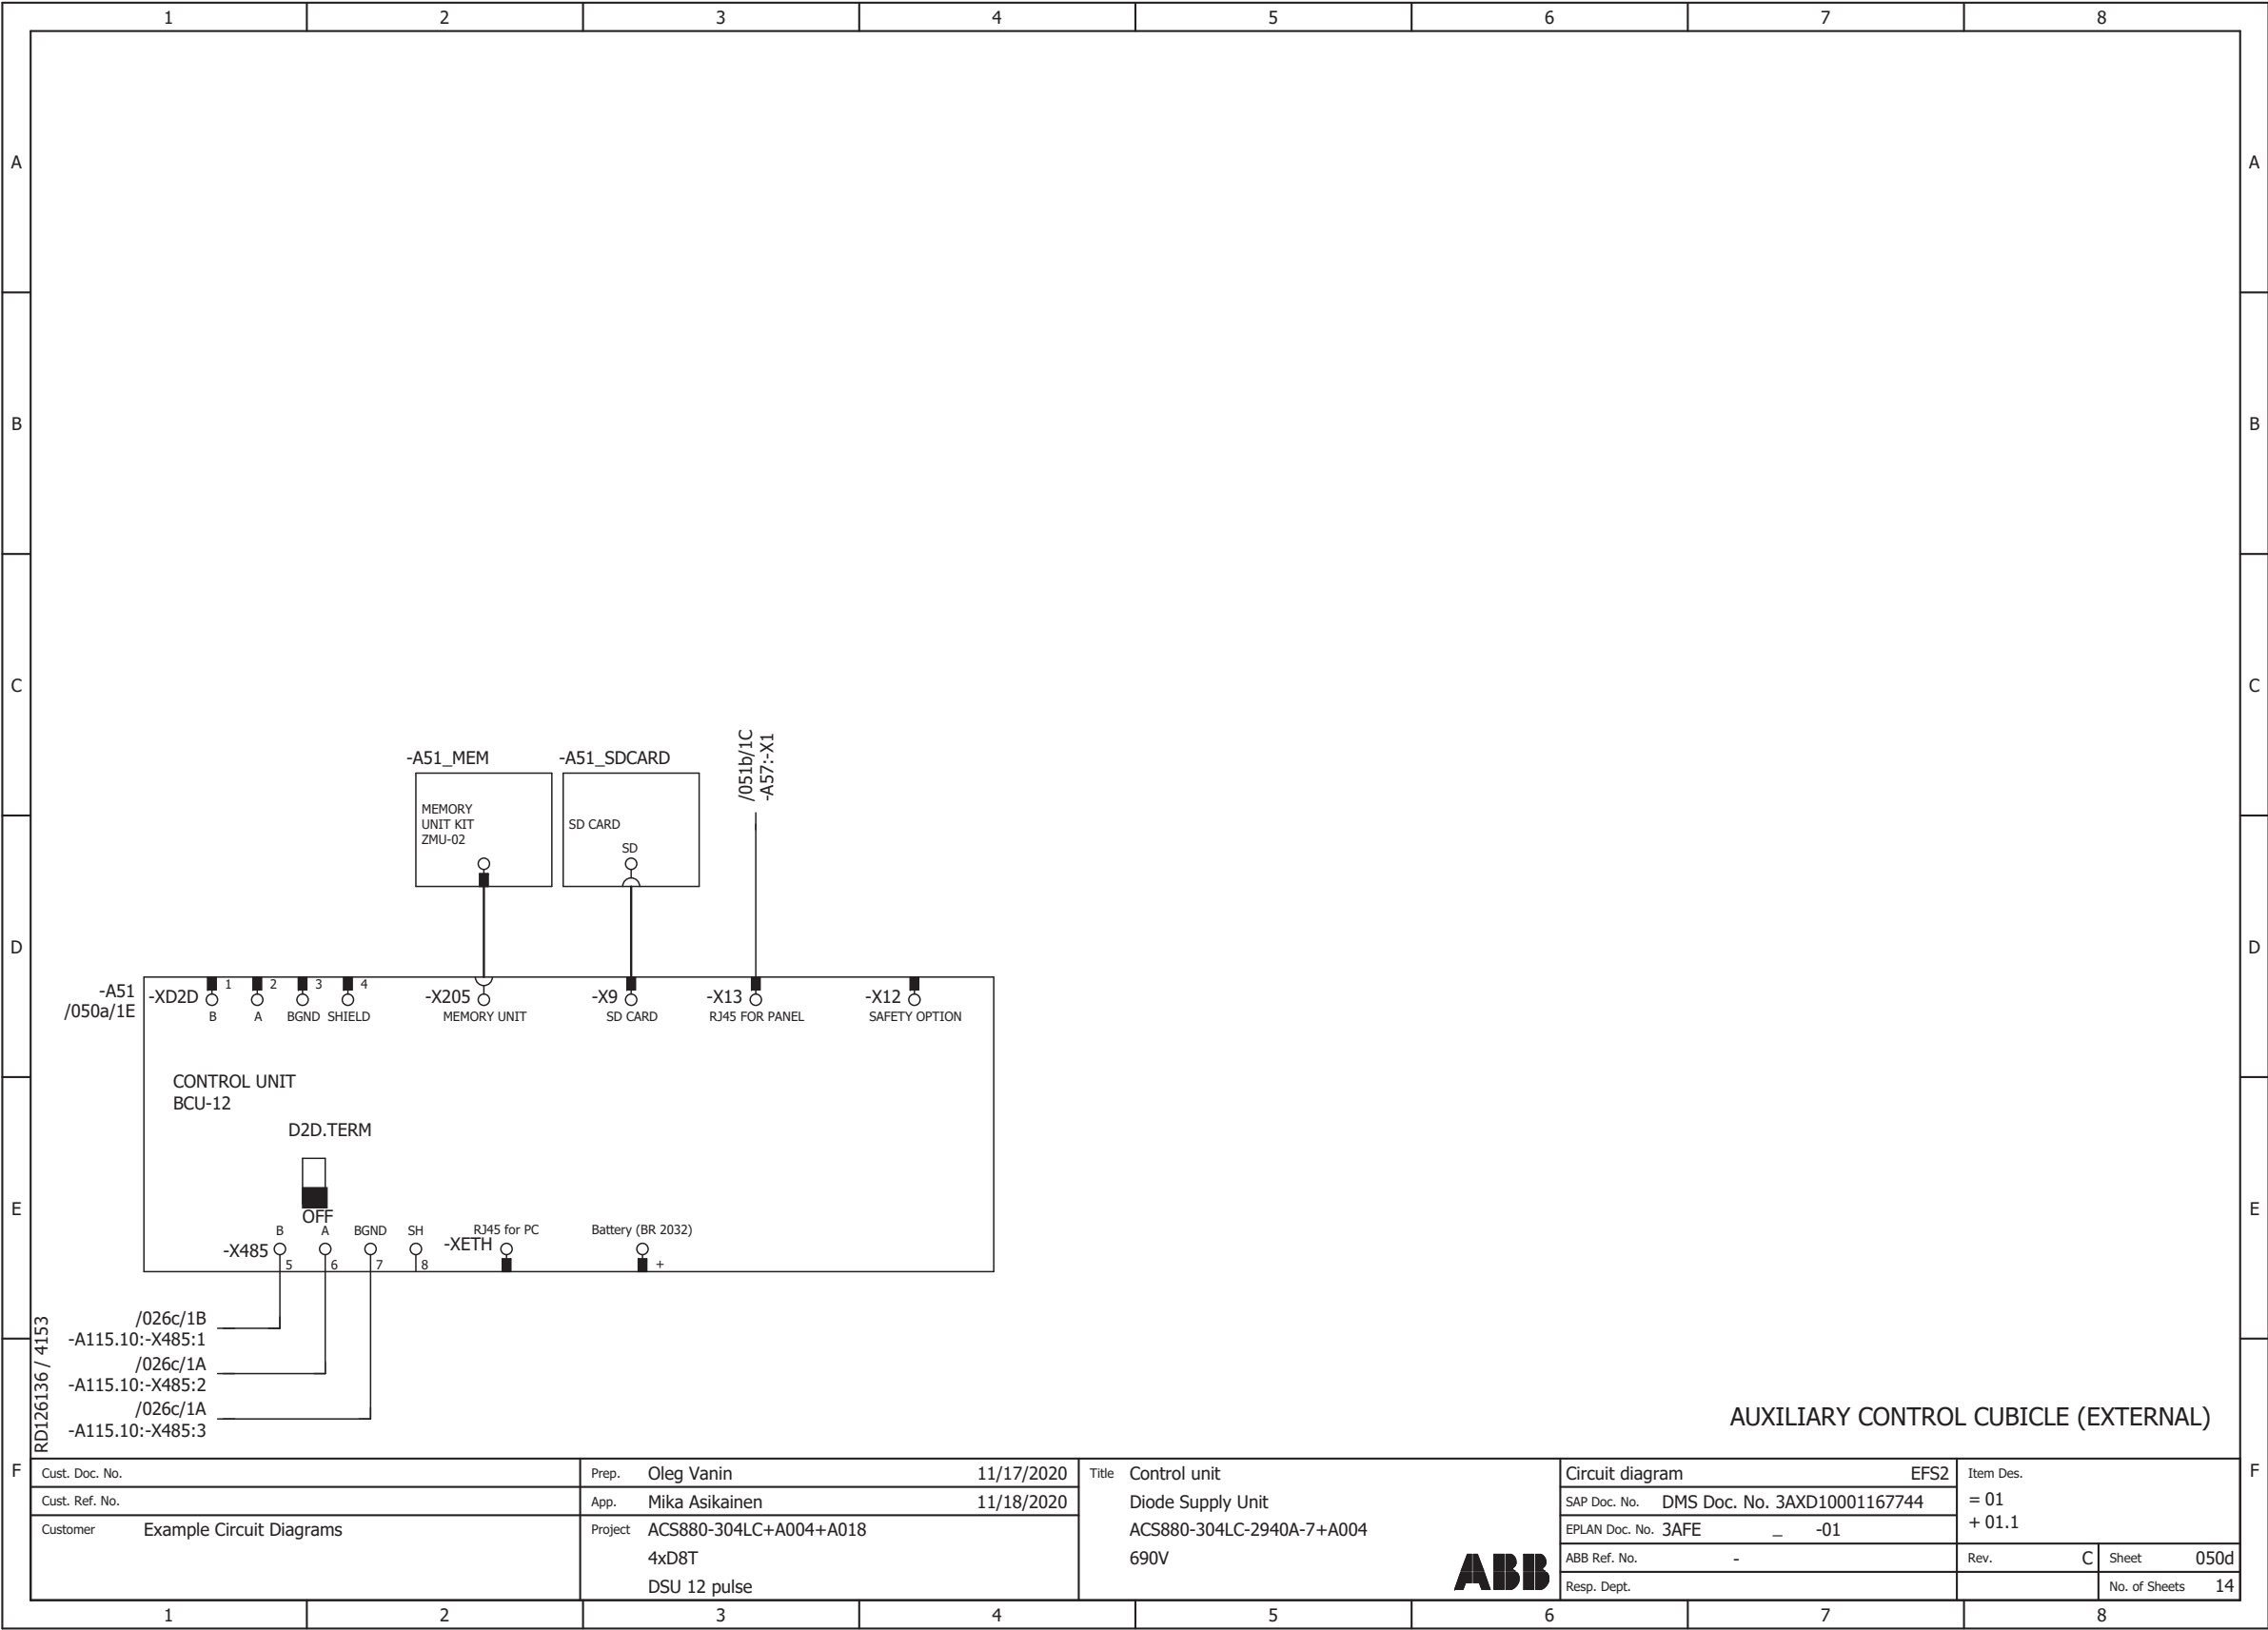 1 2 3 4 5 6 7 8
A A
B B
C C
D D
E E
F F
-A51_MEM
MEMORY
UNIT KIT
ZMU-02
-A51_SDCARD
SD CARD
SD
/051b/1C
-A57:-X1
-A51
/050a/1E
-XD2D 1 2 3 4
B A BGND SHIELD
-X205
MEMORY UNIT
-X9
SD CARD
-X13
RJ45 FOR PANEL
-X12
SAFETY OPTION
CONTROL UNIT
BCU-12
D2D.TERM
OFF
B A BGND SH
-X485
5 6 7 8
RJ45 for PC
-XETH
Battery (BR 2032)
+
/026c/1B
-A115.10:-X485:1
/026c/1A
-A115.10:-X485:2
/026c/1A
-A115.10:-X485:3
RD126136 / 4153
AUXILIARY CONTROL CUBICLE (EXTERNAL)
Cust. Doc. No.
Cust. Ref. No.
Customer Example Circuit Diagrams
Prep. Oleg Vanin 11/17/2020
App. Mika Asikainen 11/18/2020
Project ACS880-304LC+A004+A018
4xD8T
DSU 12 pulse
Title Control unit
Diode Supply Unit
ACS880-304LC-2940A-7+A004
690V
ABB
Circuit diagram EFS2
SAP Doc. No. DMS Doc. No. 3AXD10001167744
EPLAN Doc. No. 3AFE _ -01
ABB Ref. No. -
Resp. Dept.
Item Des.
= 01
+ 01.1
Rev. C Sheet 050d
No. of Sheets 14
1 2 3 4 5 6 7 8